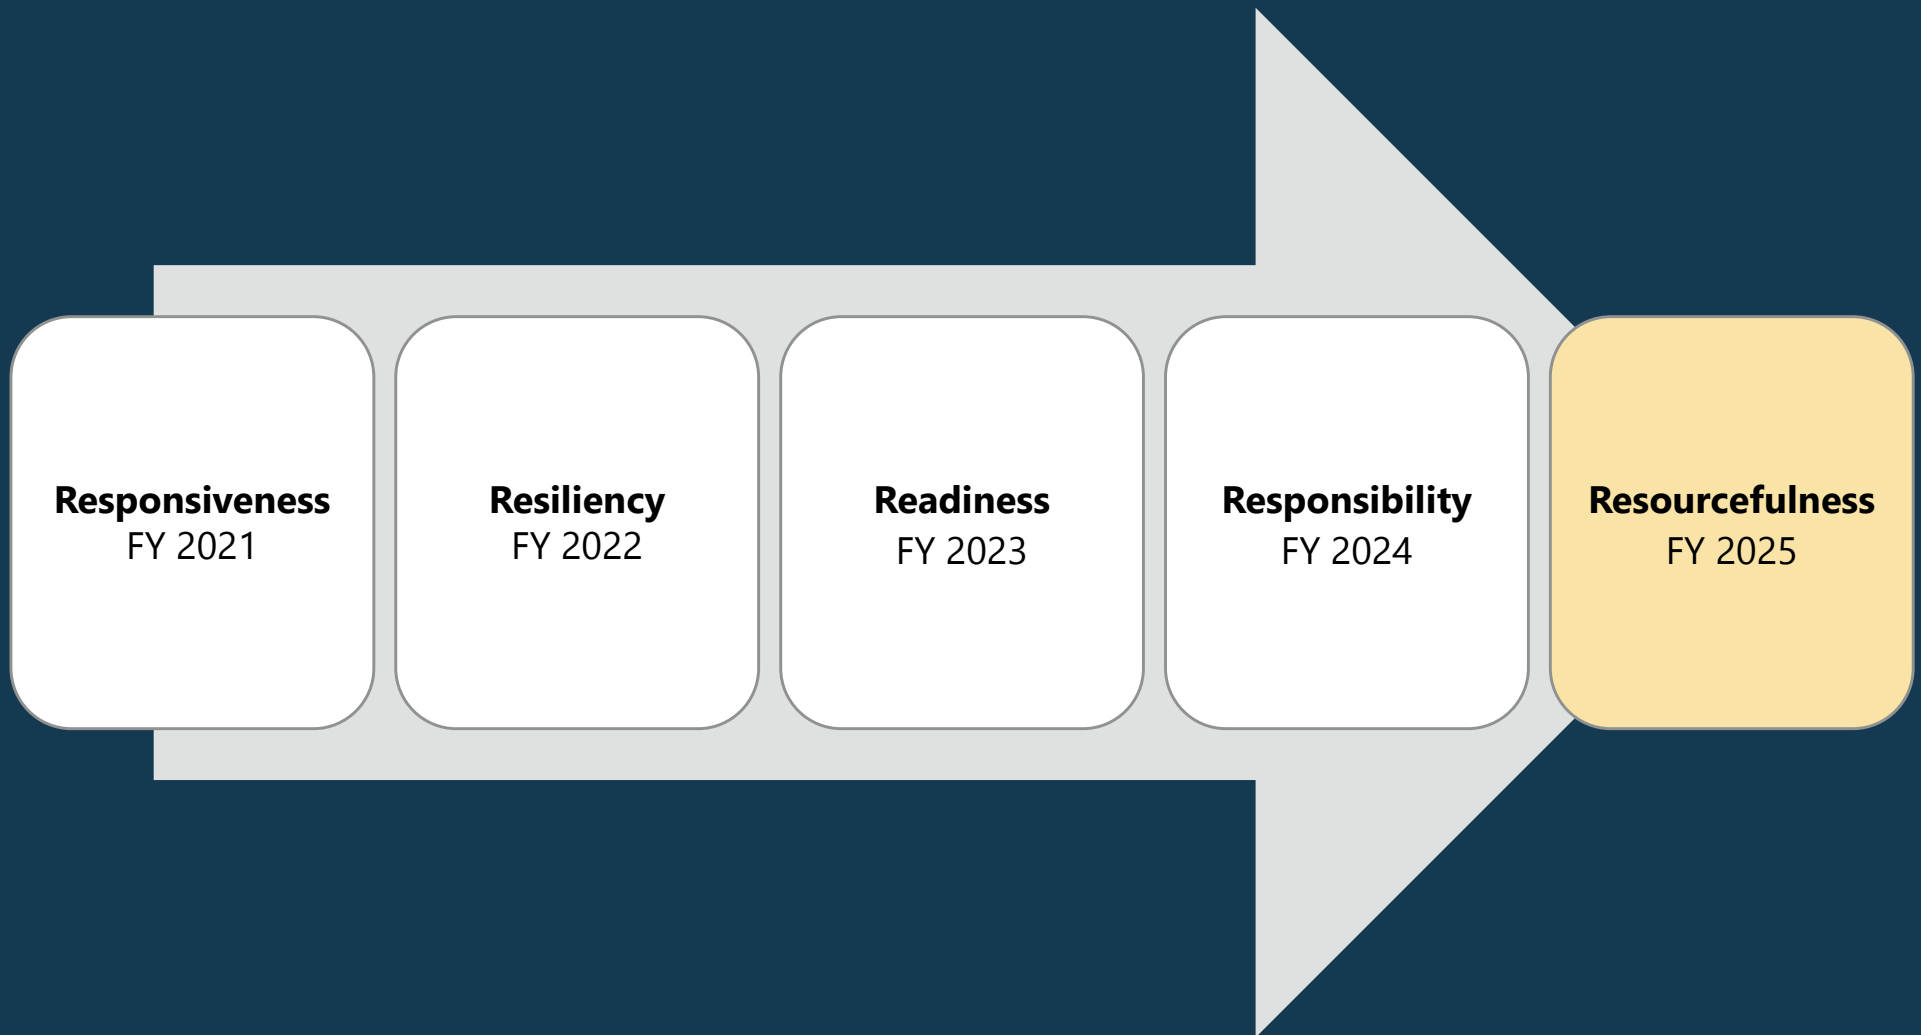 Responsiveness
FY 2021
Resiliency
FY 2022
Readiness
FY 2023
Responsibility
FY 2024
Resourcefulness
FY 2025